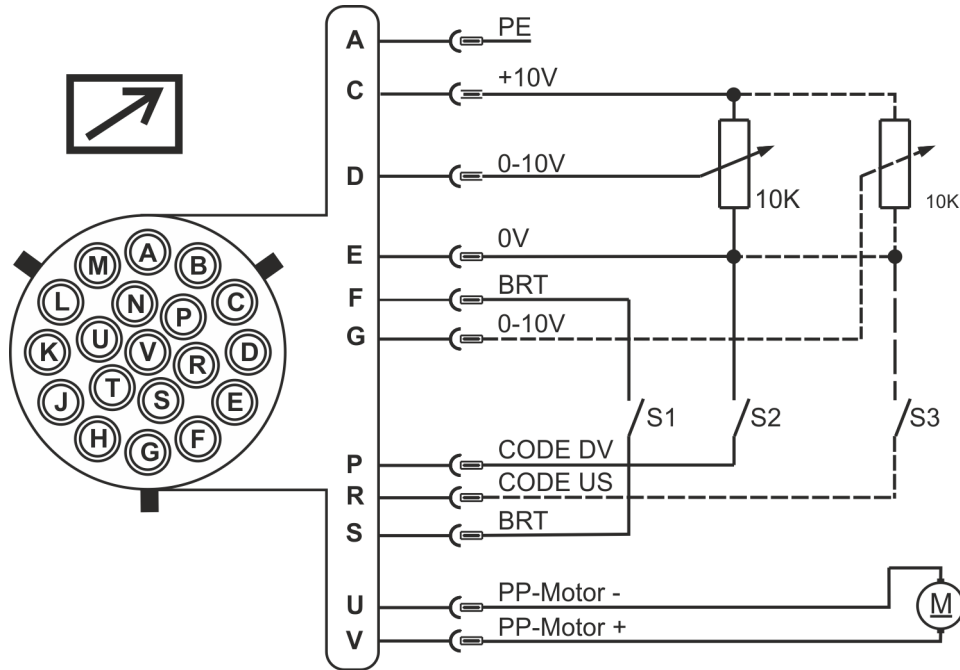 A PE
C +10V
D 0-10V
10K
10K
E 0V
F BRT
G 0-10V
S1 S2 S3
P CODE DV
R CODE US
S BRT
U PP-Motor -
V PP-Motor +
M
A
M B
L N P C
K U V R D
J T S E
H G F